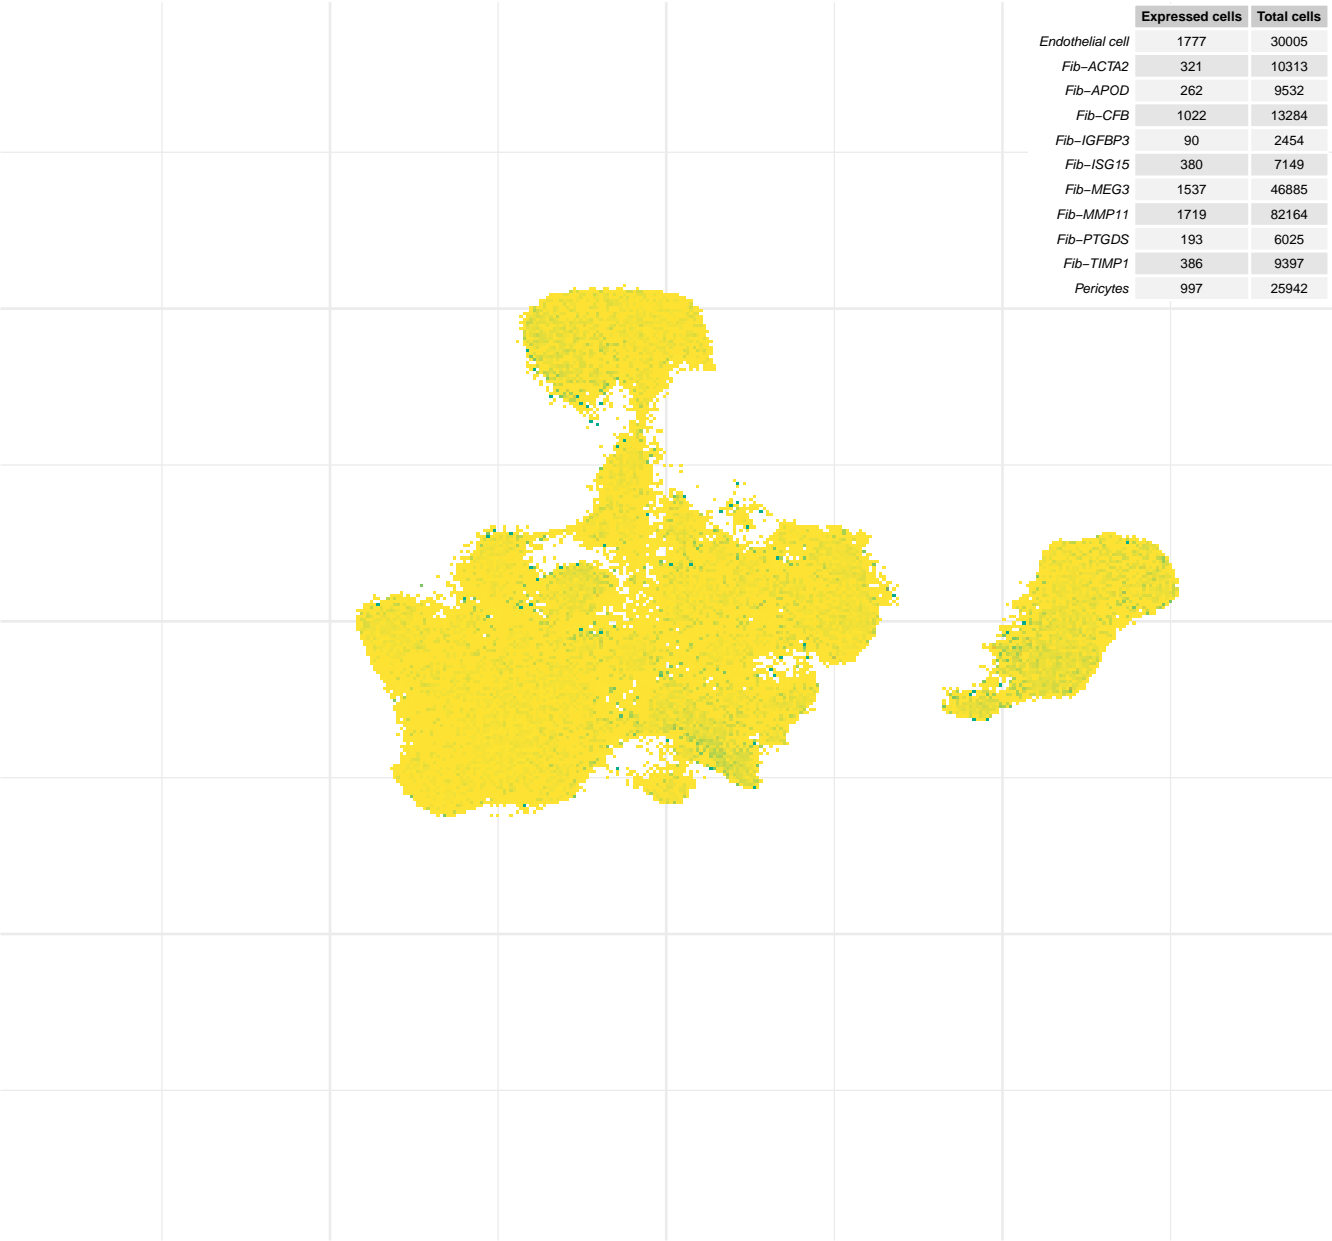 Expressed cells Total cells
Endothelial cell 1777 30005
Fib−ACTA2 321 10313
Fib−APOD 262 9532
Fib−CFB 1022 13284
Fib−IGFBP3 90 2454
Fib−ISG15 380 7149
Fib−MEG3 1537 46885
Fib−MMP11 1719 82164
Fib−PTGDS 193 6025
Fib−TIMP1 386 9397
Pericytes 997 25942